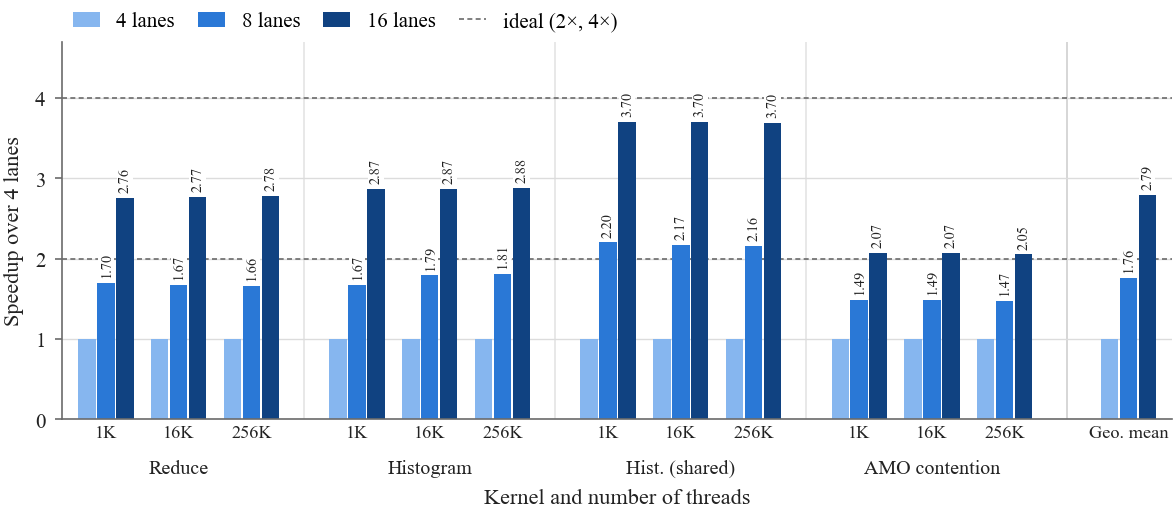 4 lanes 8 lanes 16 lanes ideal (2×, 4×)
Speedup over 4 lanes
4
3
2
1
0
1.70 2.76 1.67 2.77 1.66 2.78
1.67 2.87 1.79 2.87 1.81 2.88
2.20 3.70 2.17 3.70 2.16 3.70
1.49 2.07 1.49 2.07 1.47 2.05
1.76 2.79
1K 16K 256K 1K 16K 256K 1K 16K 256K 1K 16K 256K Geo. mean
Reduce Histogram Hist. (shared) AMO contention
Kernel and number of threads